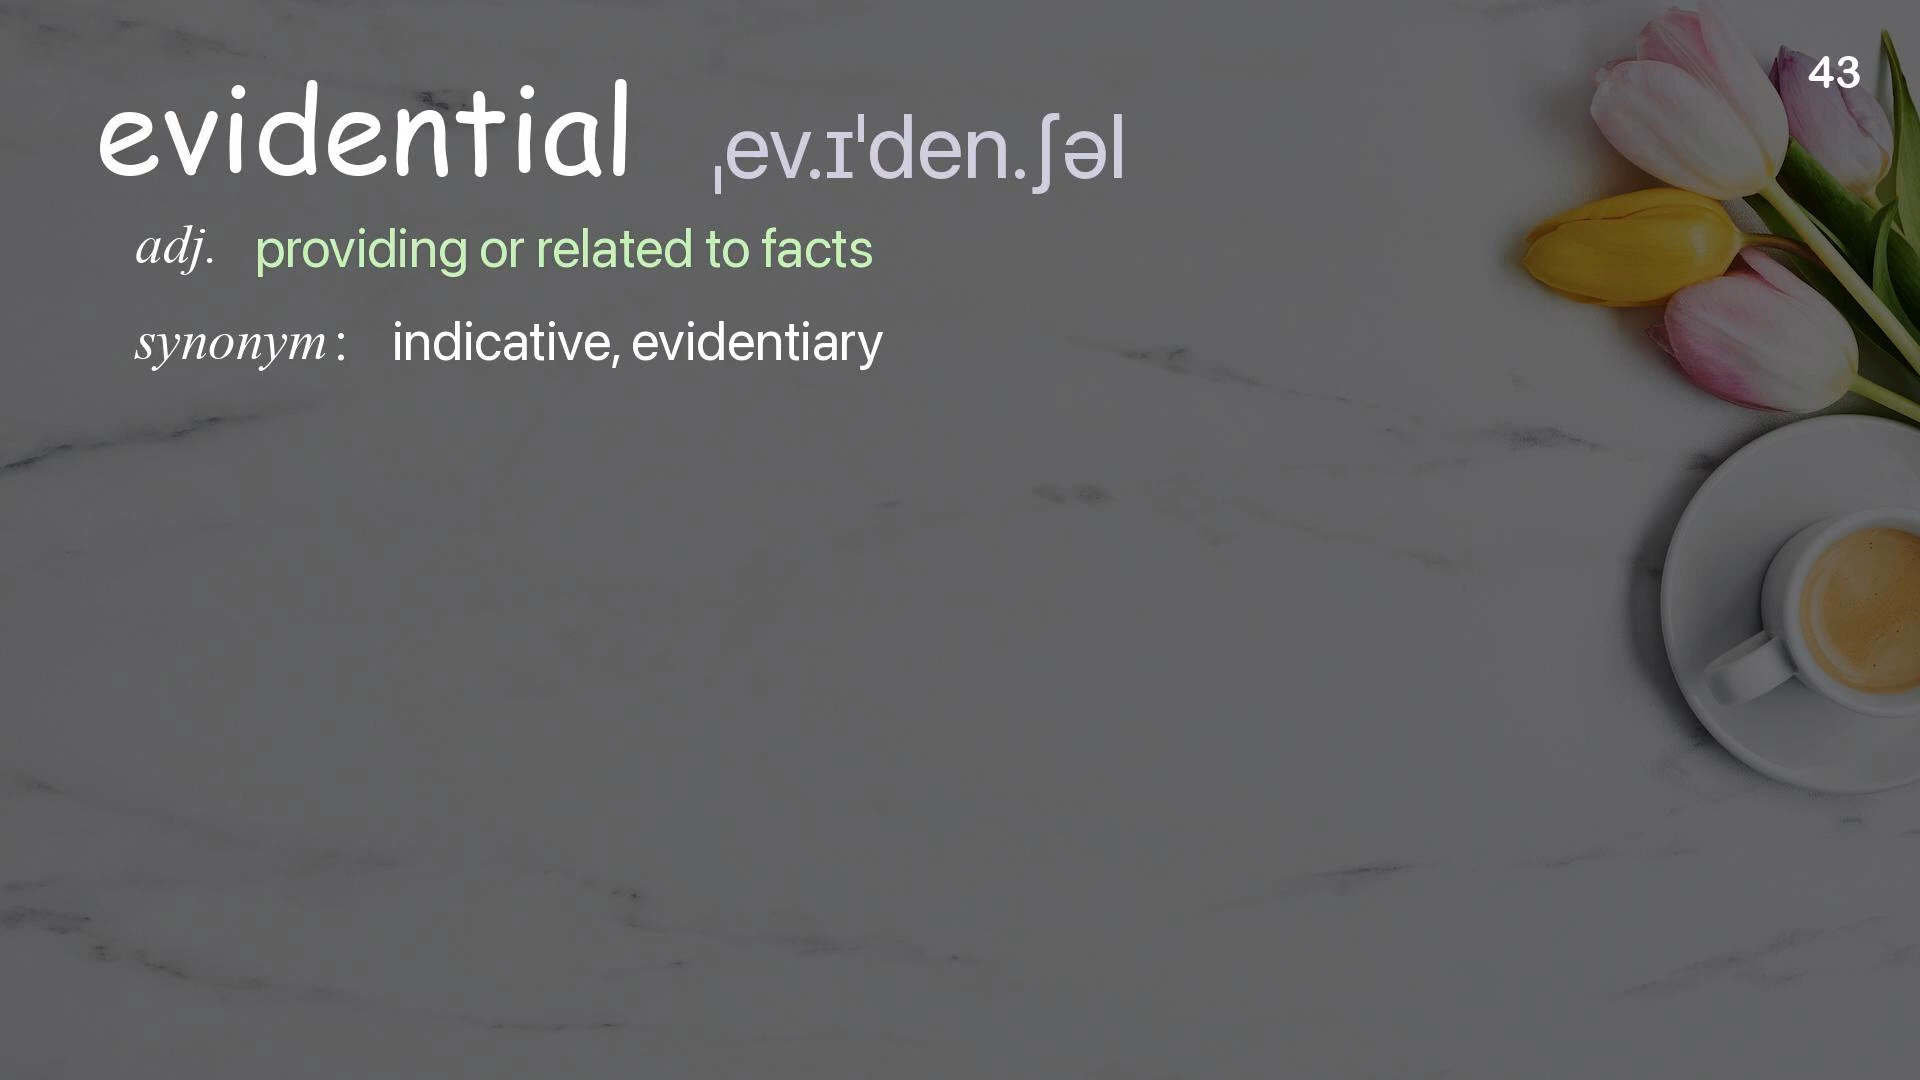 43
evidential ˌev.ɪˈden.ʃəl
adj. providing or related to facts
synonym: indicative, evidentiary